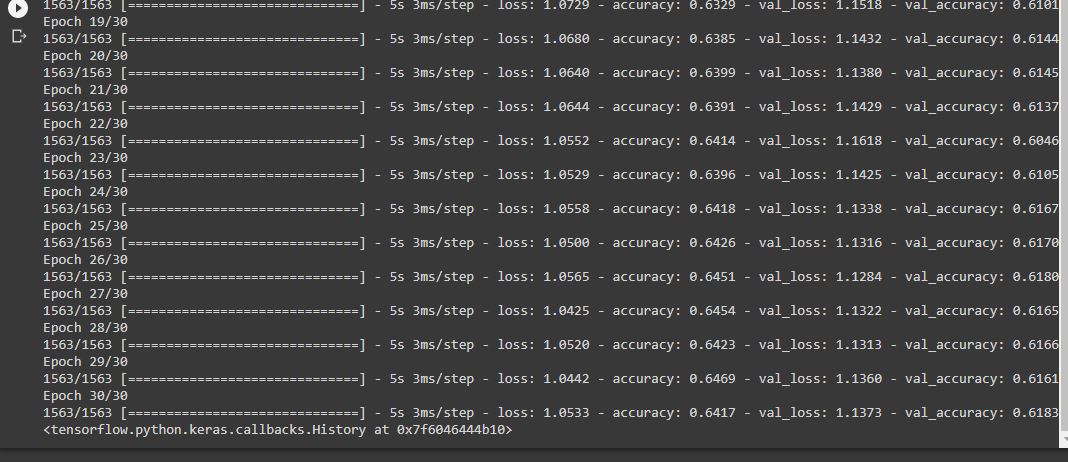 1563/1563 [==============================] - 5s 3ms/step - loss: 1.0729 - accuracy: 0.6329 - val_loss: 1.1518 - val_accuracy: 0.6101
Epoch 19/30
1563/1563 [==============================] - 5s 3ms/step - loss: 1.0680 - accuracy: 0.6385 - val_loss: 1.1432 - val_accuracy: 0.6144
Epoch 20/30
1563/1563 [==============================] - 5s 3ms/step - loss: 1.0640 - accuracy: 0.6399 - val_loss: 1.1380 - val_accuracy: 0.6145
Epoch 21/30
1563/1563 [==============================] - 5s 3ms/step - loss: 1.0644 - accuracy: 0.6391 - val_loss: 1.1429 - val_accuracy: 0.6137
Epoch 22/30
1563/1563 [==============================] - 5s 3ms/step - loss: 1.0552 - accuracy: 0.6414 - val_loss: 1.1618 - val_accuracy: 0.6046
Epoch 23/30
1563/1563 [==============================] - 5s 3ms/step - loss: 1.0529 - accuracy: 0.6396 - val_loss: 1.1425 - val_accuracy: 0.6105
Epoch 24/30
1563/1563 [==============================] - 5s 3ms/step - loss: 1.0558 - accuracy: 0.6418 - val_loss: 1.1338 - val_accuracy: 0.6167
Epoch 25/30
1563/1563 [==============================] - 5s 3ms/step - loss: 1.0500 - accuracy: 0.6426 - val_loss: 1.1316 - val_accuracy: 0.6170
Epoch 26/30
1563/1563 [==============================] - 5s 3ms/step - loss: 1.0565 - accuracy: 0.6451 - val_loss: 1.1284 - val_accuracy: 0.6180
Epoch 27/30
1563/1563 [==============================] - 5s 3ms/step - loss: 1.0425 - accuracy: 0.6454 - val_loss: 1.1322 - val_accuracy: 0.6165
Epoch 28/30
1563/1563 [==============================] - 5s 3ms/step - loss: 1.0520 - accuracy: 0.6423 - val_loss: 1.1313 - val_accuracy: 0.6166
Epoch 29/30
1563/1563 [==============================] - 5s 3ms/step - loss: 1.0442 - accuracy: 0.6469 - val_loss: 1.1360 - val_accuracy: 0.6161
Epoch 30/30
1563/1563 [==============================] - 5s 3ms/step - loss: 1.0533 - accuracy: 0.6417 - val_loss: 1.1373 - val_accuracy: 0.6183
<tensorflow.python.keras.callbacks.History at 0x7f6046444b10>